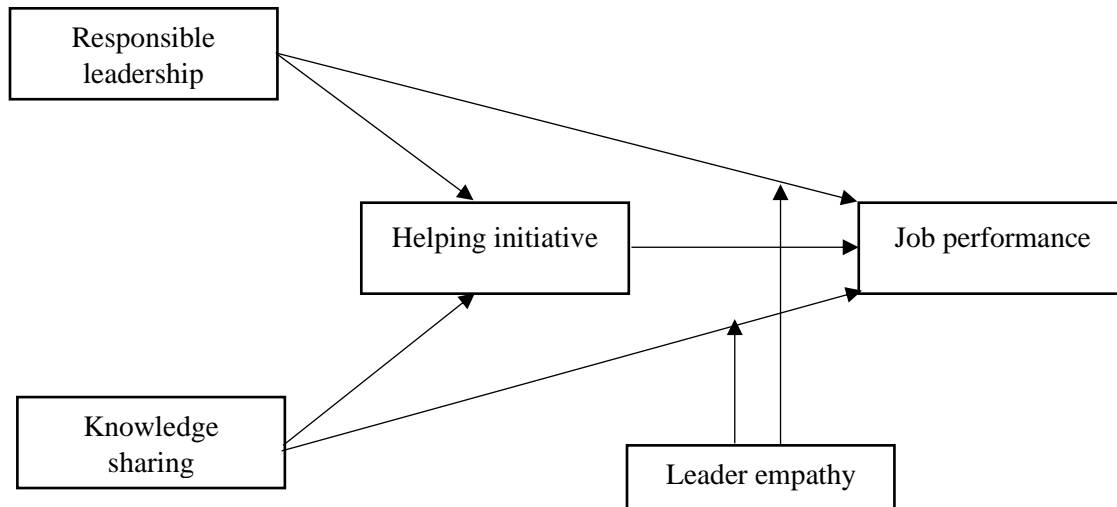 Responsible
leadership
Helping initiative
Job performance
Knowledge
sharing
Leader empathy